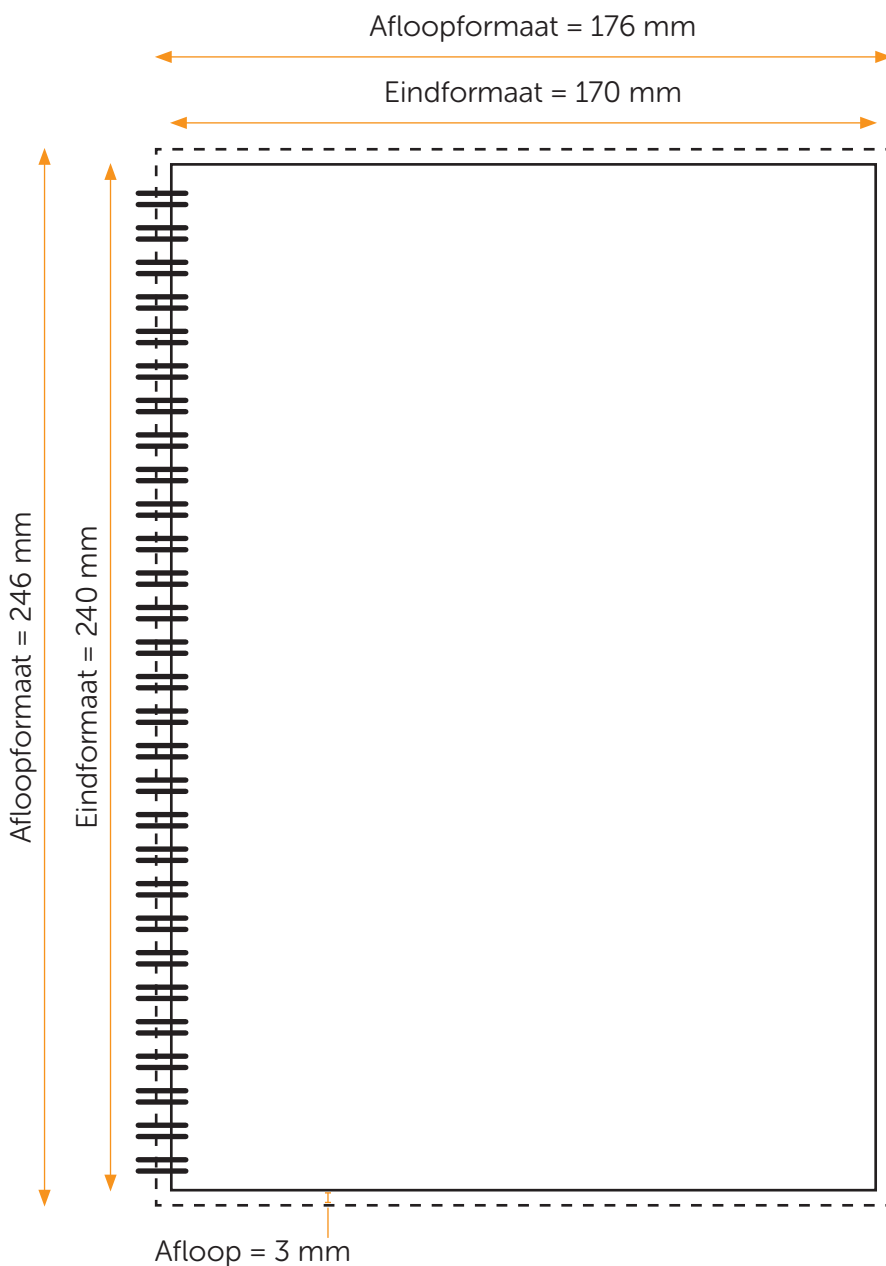 Afloopformaat = 176 mm
Eindformaat = 170 mm
Afloopformaat = 246 mm
Eindformaat = 240 mm
Afloop = 3 mm